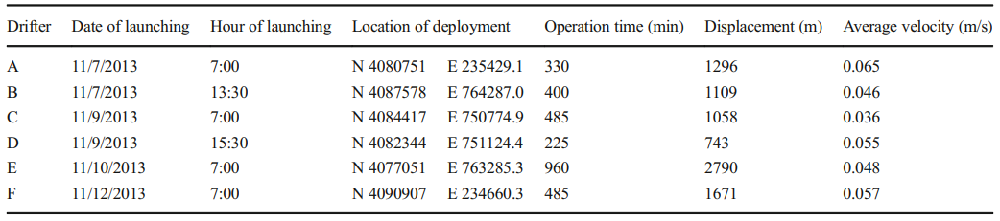 Drifter Date of launching Hour of launching Location of deployment Operation time (min) Displacement (m) Average velocity (m/s)
A 11/7/2013 7:00 N 4080751 E 235429.1 330 1296 0.065
B 11/7/2013 13:30 N 4087578 E 764287.0 400 1109 0.046
C 11/9/2013 7:00 N 4084417 E 750774.9 485 1058 0.036
D 11/9/2013 15:30 N 4082344 E 751124.4 225 743 0.055
E 11/10/2013 7:00 N 4077051 E 763285.3 960 2790 0.048
F 11/12/2013 7:00 N 4090907 E 234660.3 485 1671 0.057